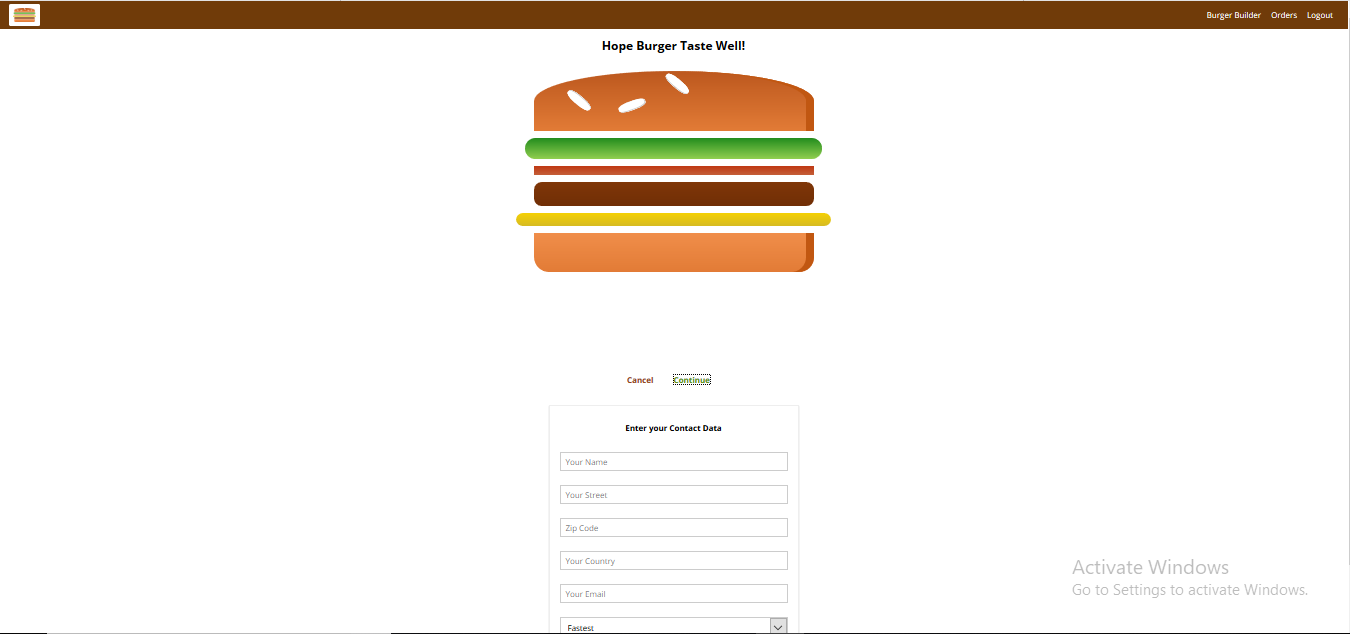 Burger Builder Orders Logout
Hope Burger Taste Well!
Cancel Continue
Enter your Contact Data
Your Name
Your Street
Zip Code
Your Country
Your Email
Fastest
Activate Windows
Go to Settings to activate Windows.